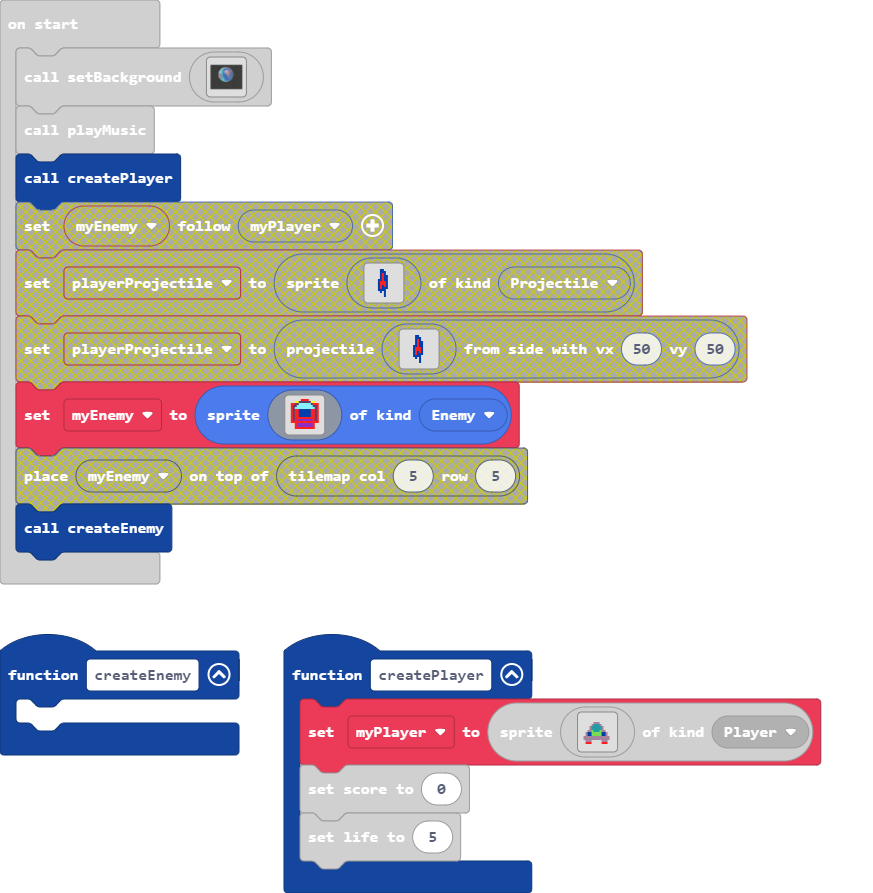 on start
call setBackground
call playMusic
call createPlayer
set myEnemy follow myPlayer
set playerProjectile to sprite of kind Projectile
set playerProjectile to projectile from side with vx 50 vy 50
set myEnemy to sprite of kind Enemy
place myEnemy on top of tilemap col 5 row 5
call createEnemy
function createEnemy
function createPlayer
set myPlayer to sprite of kind Player
set score to 0
set life to 5